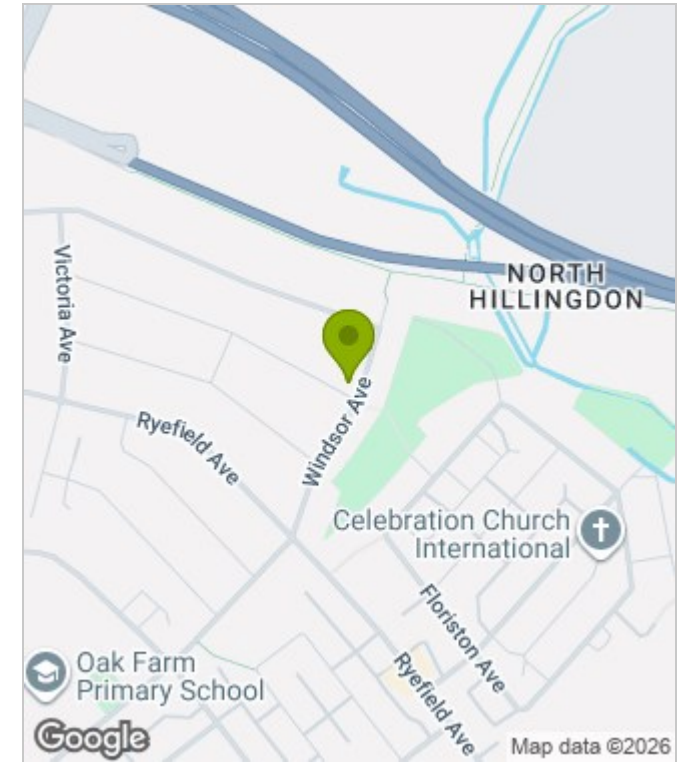 NORTH
HILLINGDON
Victoria Ave
Ryefield Ave
Windsor Ave
Celebration Church
International
Floriston Ave
Oak Farm
Primary School
Ryefield Ave
Google
Map data ©2026